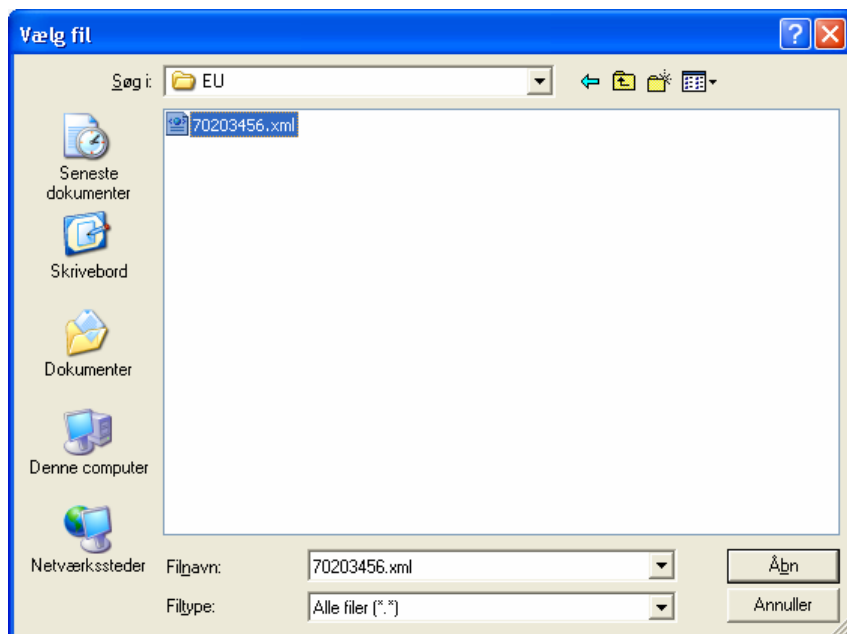 Vælg fil
Søg i: EU
70203456.xml
Seneste
dokumenter
Skrivebord
Dokumenter
Denne computer
Netværkssteder
Filnavn: 70203456.xml Åbn
Filtype: Alle filer (*.*) Annuller